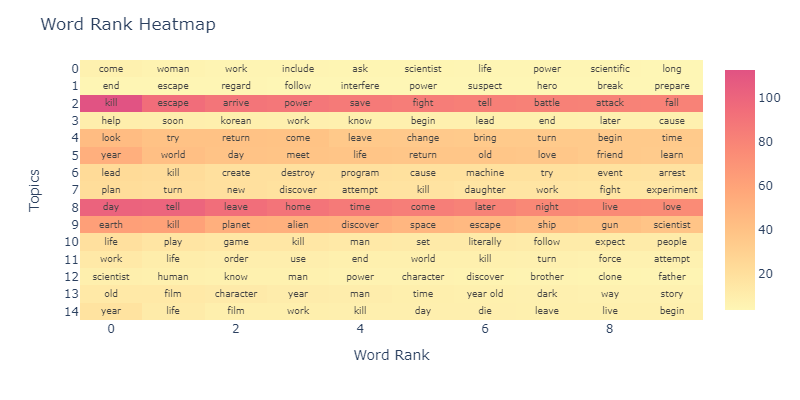 Word Rank Heatmap
0 come woman work include ask scientist life power scientific long
1 end escape regard follow interfere power suspect hero break prepare
2 kill escape arrive power save fight tell battle attack fall
3 help soon korean work know begin lead end later cause
4 look try return come leave change bring turn begin time
5 year world day meet life return old love friend learn
6 lead kill create destroy program cause machine try event arrest
7 plan turn new discover attempt kill daughter work fight experiment
8 day tell leave home time come later night live love
9 earth kill planet alien discover space escape ship gun scientist
10 life play game kill man set literally follow expect people
11 work life order use end world kill turn force attempt
12 scientist human know man power character discover brother clone father
13 old film character year man time year old dark way story
14 year life film work kill day die leave live begin
0 2 4 6 8
Word Rank
Topics
100
80
60
40
20